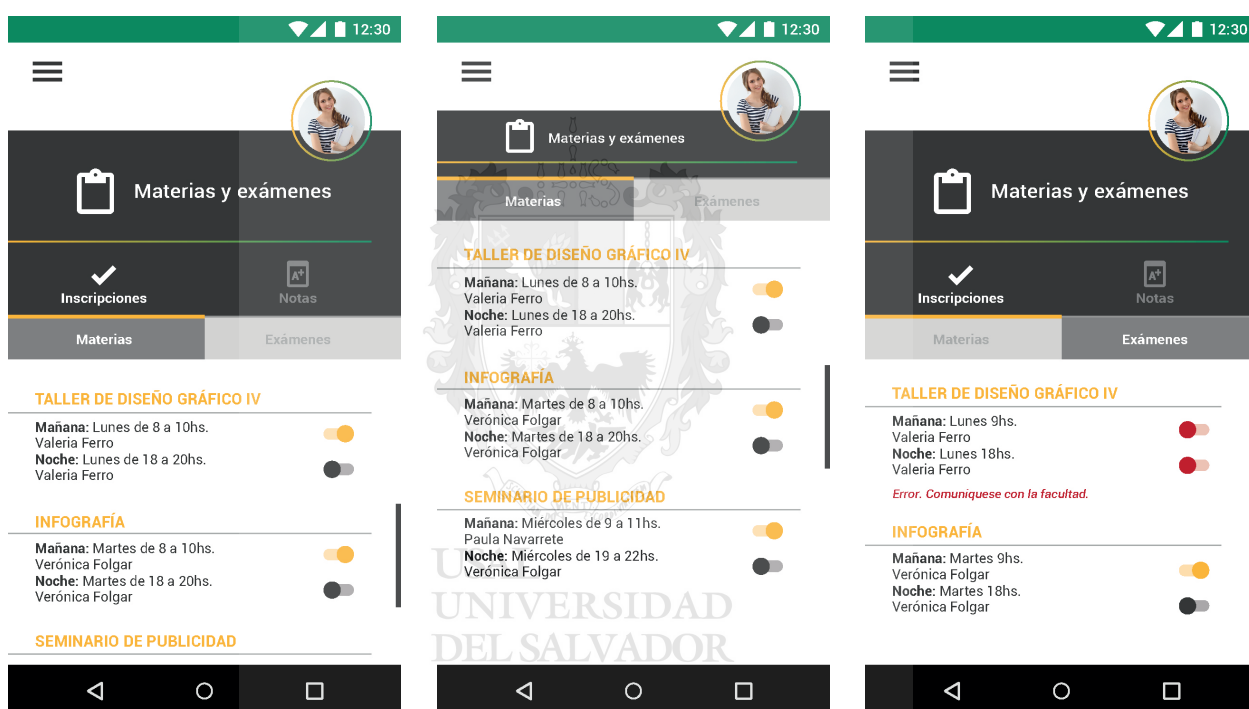 12:30
Materias y exámenes
Inscripciones
Notas
Materias
Exámenes
TALLER DE DISEÑO GRÁFICO IV
Mañana: Lunes de 8 a 10hs.
Valeria Ferro
Noche: Lunes de 18 a 20hs.
Valeria Ferro
INFOGRAFÍA
Mañana: Martes de 8 a 10hs.
Verónica Folgar
Noche: Martes de 18 a 20hs.
Verónica Folgar
SEMINARIO DE PUBLICIDAD
12:30
Materias y exámenes
Materias
Exámenes
TALLER DE DISEÑO GRÁFICO IV
Mañana: Lunes de 8 a 10hs.
Valeria Ferro
Noche: Lunes de 18 a 20hs.
Valeria Ferro
INFOGRAFÍA
Mañana: Martes de 8 a 10hs.
Verónica Folgar
Noche: Martes de 18 a 20hs.
Verónica Folgar
SEMINARIO DE PUBLICIDAD
Mañana: Miércoles de 9 a 11hs.
Paula Navarrete
Noche: Miércoles de 19 a 22hs.
Verónica Folgar
UNIVERSIDAD
DEL SALVADOR
12:30
Materias y exámenes
Inscripciones
A+
Notas
Materias
Exámenes
TALLER DE DISEÑO GRÁFICO IV
Mañana: Lunes 9hs.
Valeria Ferro
Noche: Lunes 18hs.
Valeria Ferro
Error. Comuniquese con la facultad.
INFOGRAFÍA
Mañana: Martes 9hs.
Verónica Folgar
Noche: Martes 18hs.
Verónica Folgar